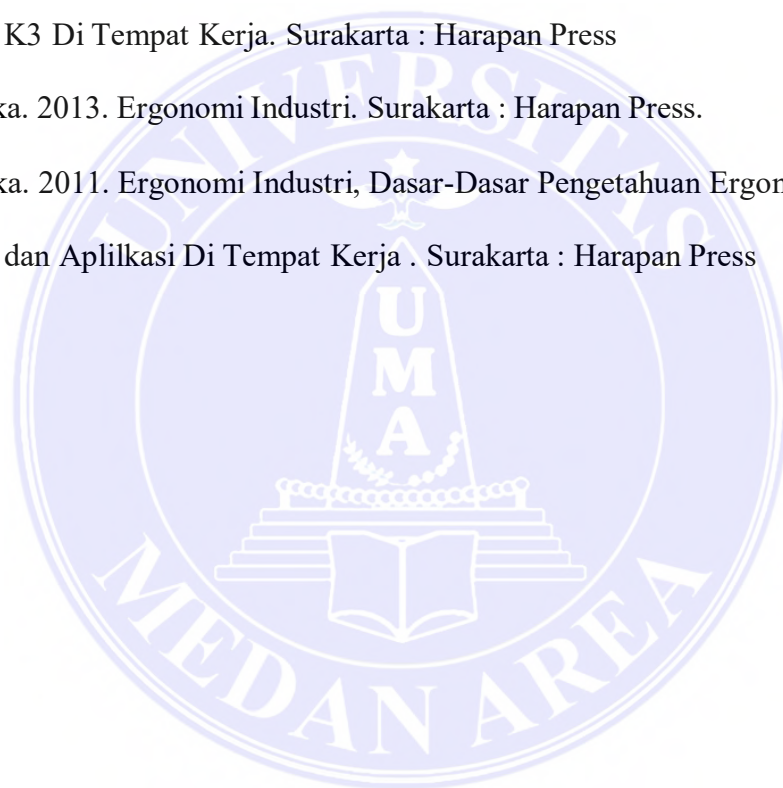 K3 Di Tempat Kerja. Surakarta : Harapan Press
ka. 2013. Ergonomi Industri. Surakarta : Harapan Press.
ka. 2011. Ergonomi Industri, Dasar-Dasar Pengetahuan Ergon
dan Aplilkasi Di Tempat Kerja . Surakarta : Harapan Press
UNIVERSITAS
UMA
MEDAN AREA